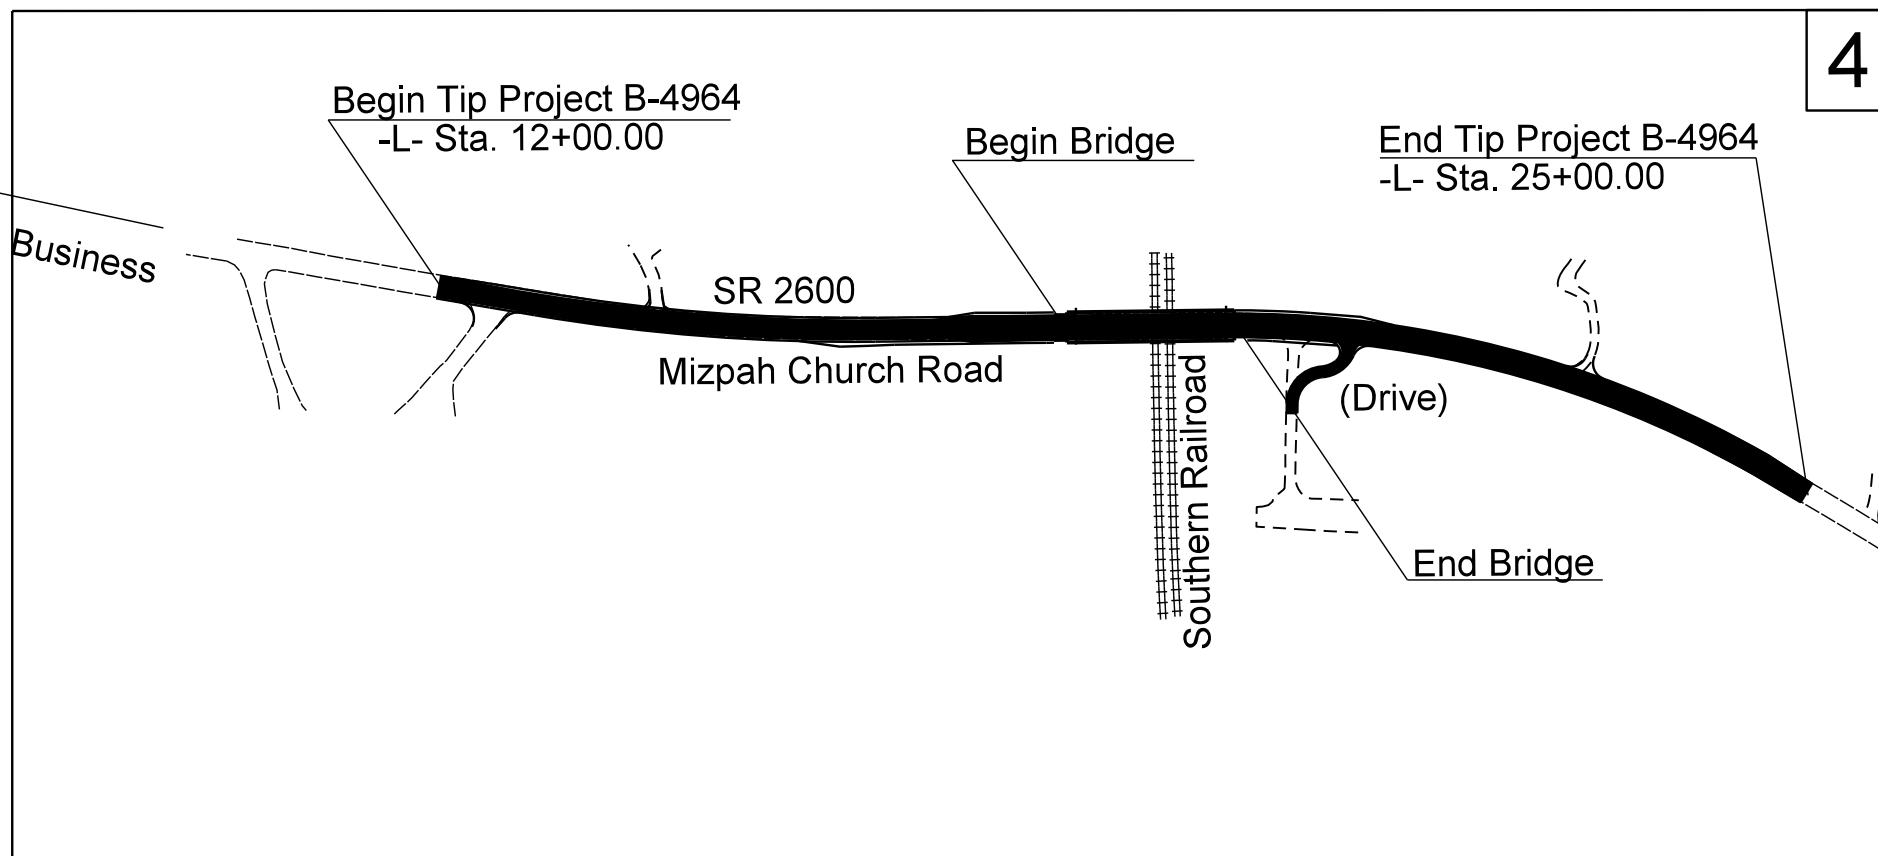 4
Begin Tip Project B-4964
-L- Sta. 12+00.00
Begin Bridge
End Tip Project B-4964
-L- Sta. 25+00.00
Business
SR 2600
Mizpah Church Road
Southern Railroad
(Drive)
End Bridge